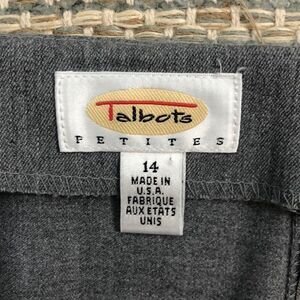 Talbots
PETITES
14
MADE IN
U.S.A.
FABRIQUE
AUX ETATS
UNIS